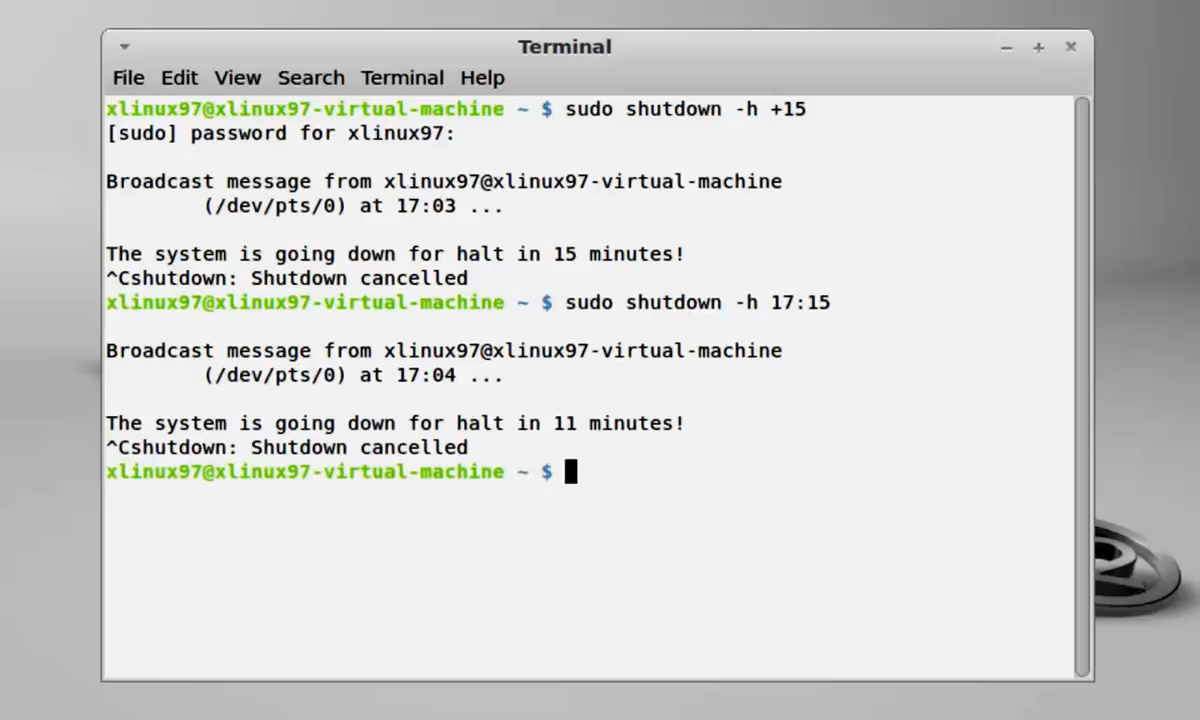 Terminal
File Edit View Search Terminal Help
xlinux97@xlinux97-virtual-machine ~ $ sudo shutdown -h +15
[sudo] password for xlinux97:
Broadcast message from xlinux97@xlinux97-virtual-machine
(/dev/pts/0) at 17:03 ...
The system is going down for halt in 15 minutes!
^Cshutdown: Shutdown cancelled
xlinux97@xlinux97-virtual-machine ~ $ sudo shutdown -h 17:15
Broadcast message from xlinux97@xlinux97-virtual-machine
(/dev/pts/0) at 17:04 ...
The system is going down for halt in 11 minutes!
^Cshutdown: Shutdown cancelled
xlinux97@xlinux97-virtual-machine ~ $